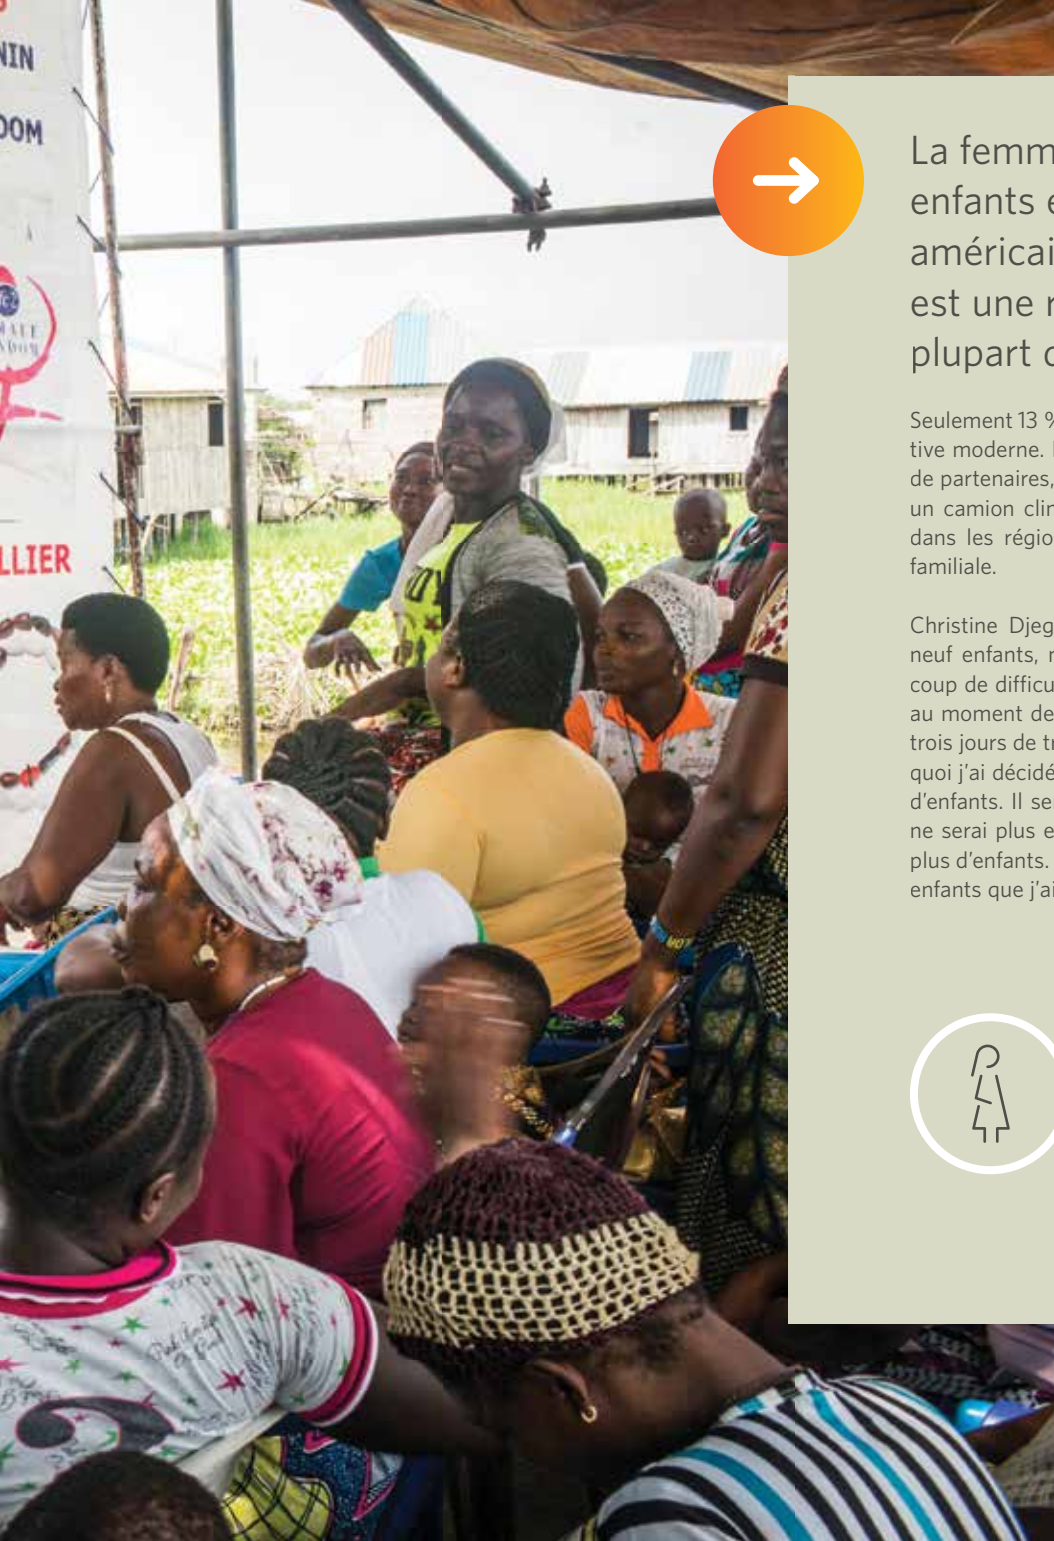 NIN
OOM
LLIER
La femm
enfants e
américai
est une r
plupart
Seulement 13 %
tive moderne.
de partenaires,
un camion clin
dans les régio
familiale.
Christine Djeg
neuf enfants, r
coup de difficu
au moment de
trois jours de tr
quoi j'ai décidé
d'enfants. Il se
ne serai plus e
plus d'enfants.
enfants que j'ai